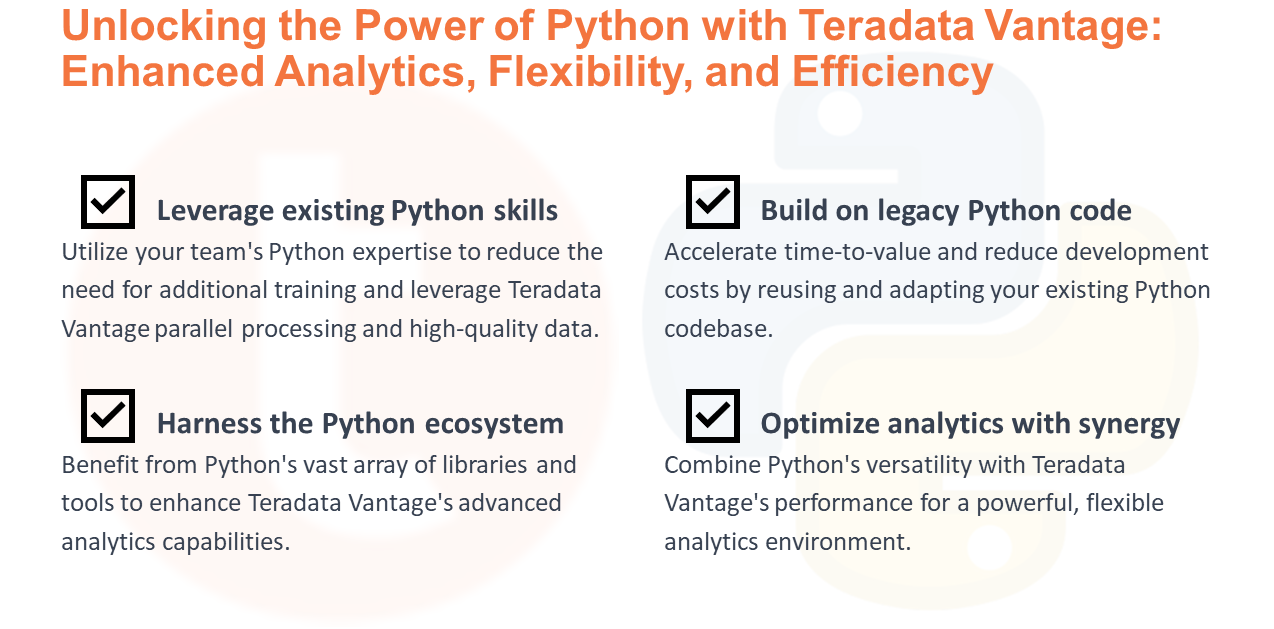 Unlocking the Power of Python with Teradata Vantage:
Enhanced Analytics, Flexibility, and Efficiency
Leverage existing Python skills
Utilize your team's Python expertise to reduce the
need for additional training and leverage Teradata
Vantage parallel processing and high-quality data.
Build on legacy Python code
Accelerate time-to-value and reduce development
costs by reusing and adapting your existing Python
codebase.
Harness the Python ecosystem
Benefit from Python's vast array of libraries and
tools to enhance Teradata Vantage's advanced
analytics capabilities.
Optimize analytics with synergy
Combine Python's versatility with Teradata
Vantage's performance for a powerful, flexible
analytics environment.